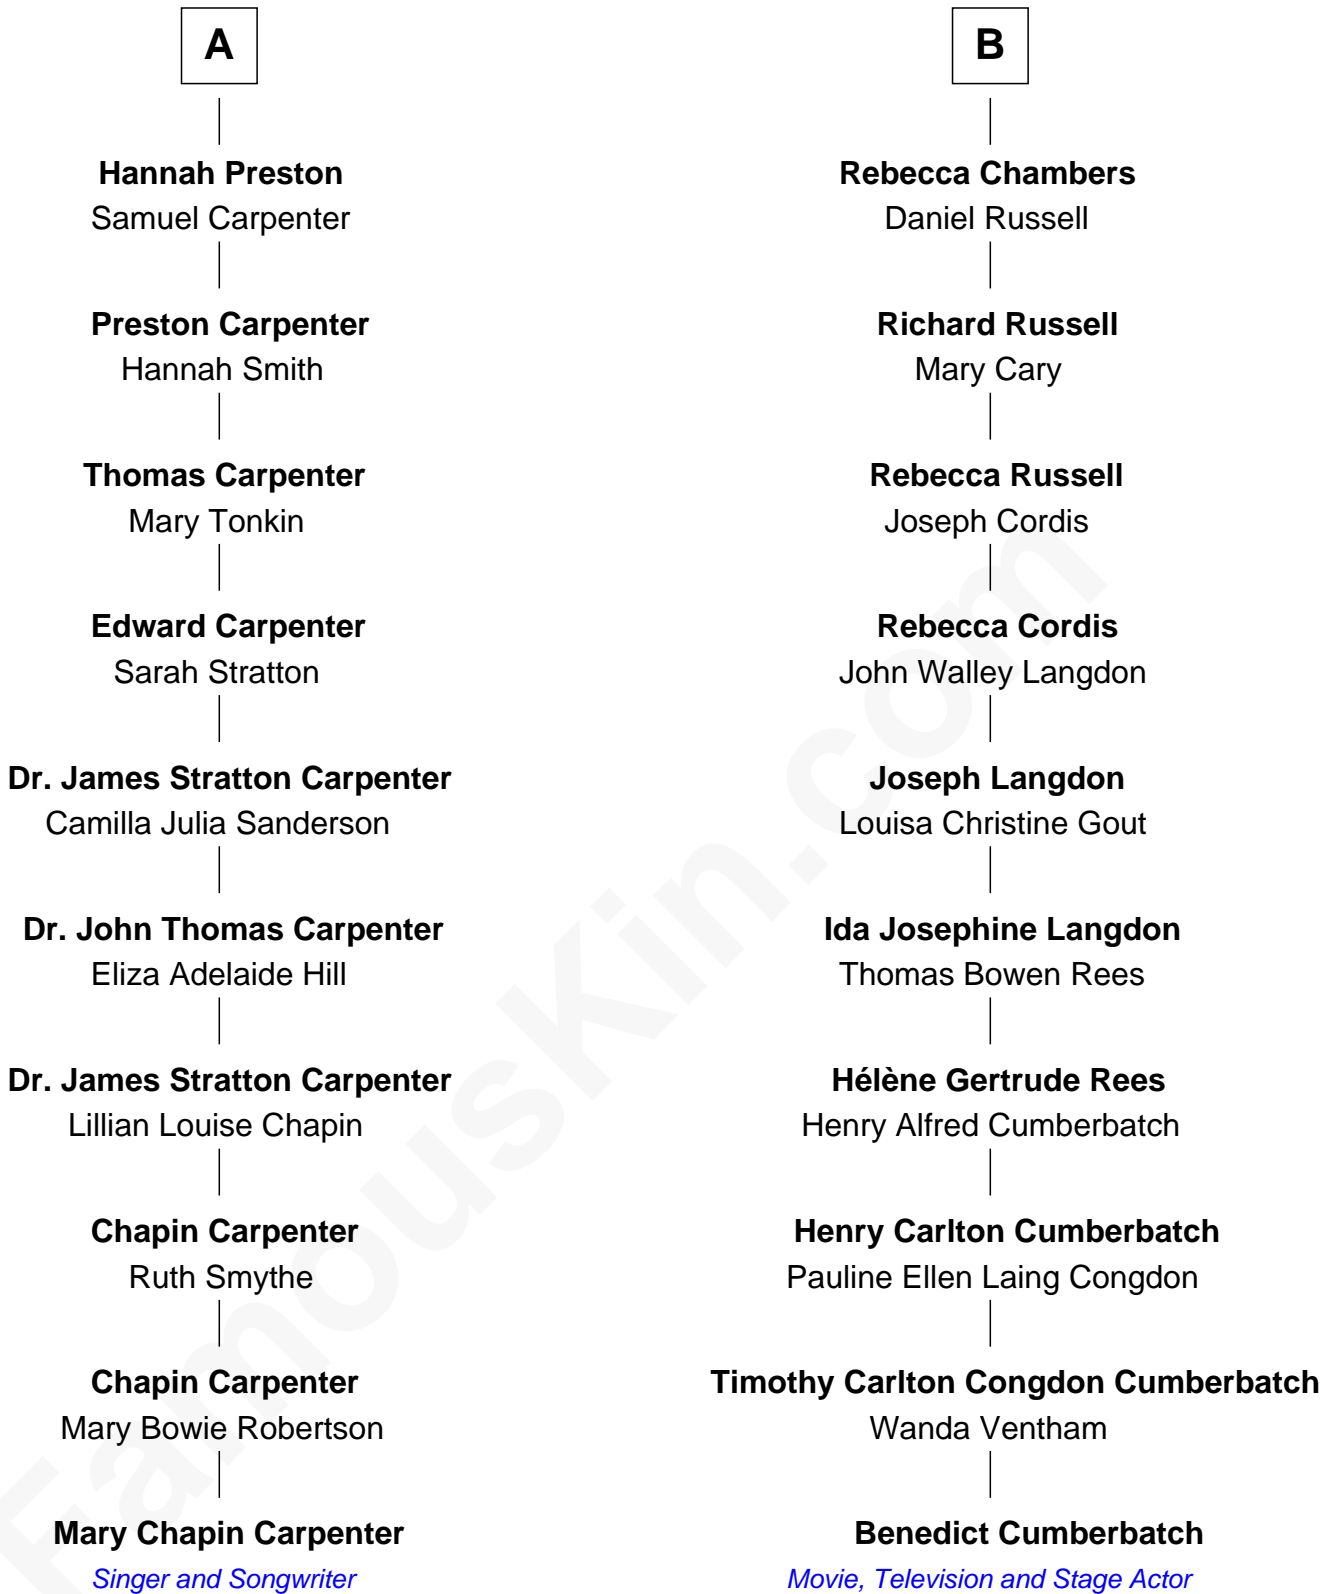 A
Hannah Preston
Samuel Carpenter
Preston Carpenter
Hannah Smith
Thomas Carpenter
Mary Tonkin
Edward Carpenter
Sarah Stratton
Dr. James Stratton Carpenter
Camilla Julia Sanderson
Dr. John Thomas Carpenter
Eliza Adelaide Hill
Dr. James Stratton Carpenter
Lillian Louise Chapin
Chapin Carpenter
Ruth Smythe
Chapin Carpenter
Mary Bowie Robertson
Mary Chapin Carpenter
Singer and Songwriter
B
Rebecca Chambers
Daniel Russell
Richard Russell
Mary Cary
Rebecca Russell
Joseph Cordis
Rebecca Cordis
John Walley Langdon
Joseph Langdon
Louisa Christine Gout
Ida Josephine Langdon
Thomas Bowen Rees
Hélène Gertrude Rees
Henry Alfred Cumberbatch
Henry Carlton Cumberbatch
Pauline Ellen Laing Congdon
Timothy Carlton Congdon Cumberbatch
Wanda Ventham
Benedict Cumberbatch
Movie, Television and Stage Actor
FamousKin.com